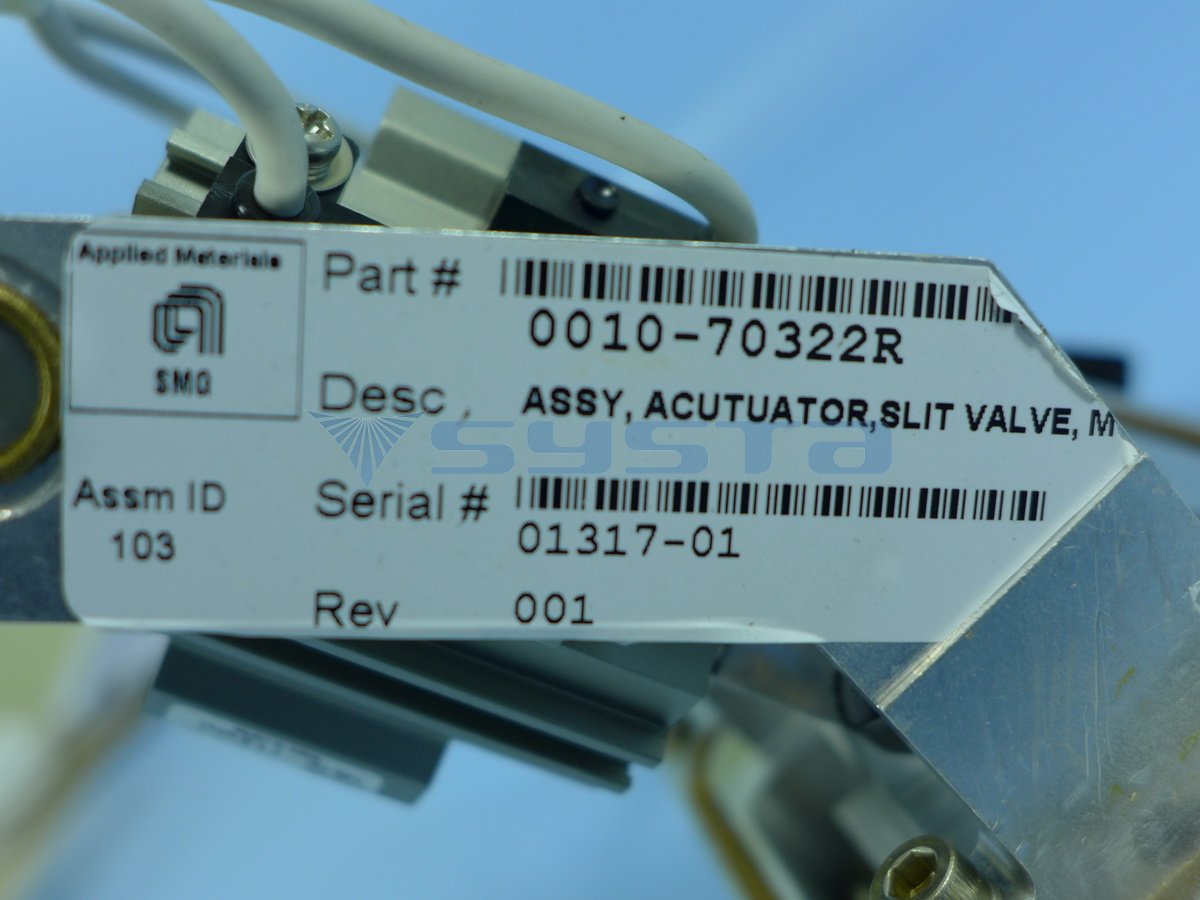 Applied Materials
SMO
Part #
0010-70322R
Desc.
ASSY, ACUTUATOR,SLIT VALVE, M
systa
Assm ID
103
Serial #
01317-01
Rev
001